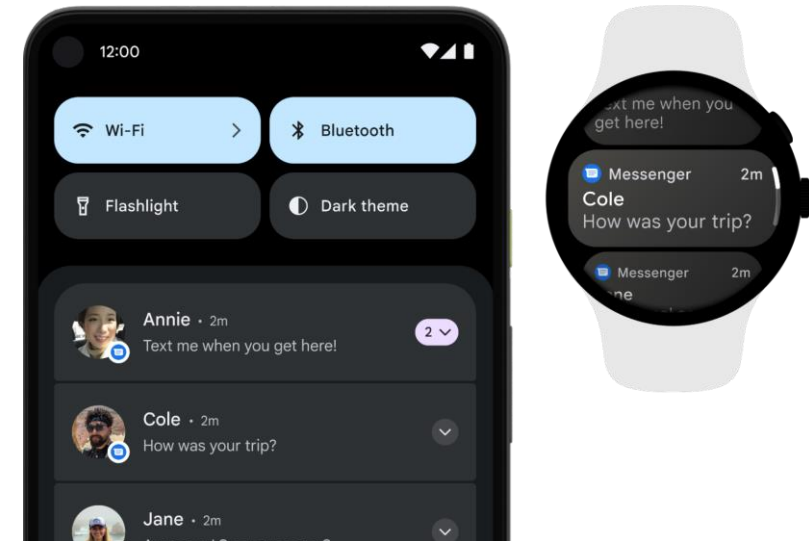 12:00
Wi-Fi
Bluetooth
Flashlight
Dark theme
Annie • 2m
Text me when you get here!
2
Cole • 2m
How was your trip?
Jane • 2m
ext me when you
get here!
Messenger 2m
Cole
How was your trip?
Messenger 2m
ne